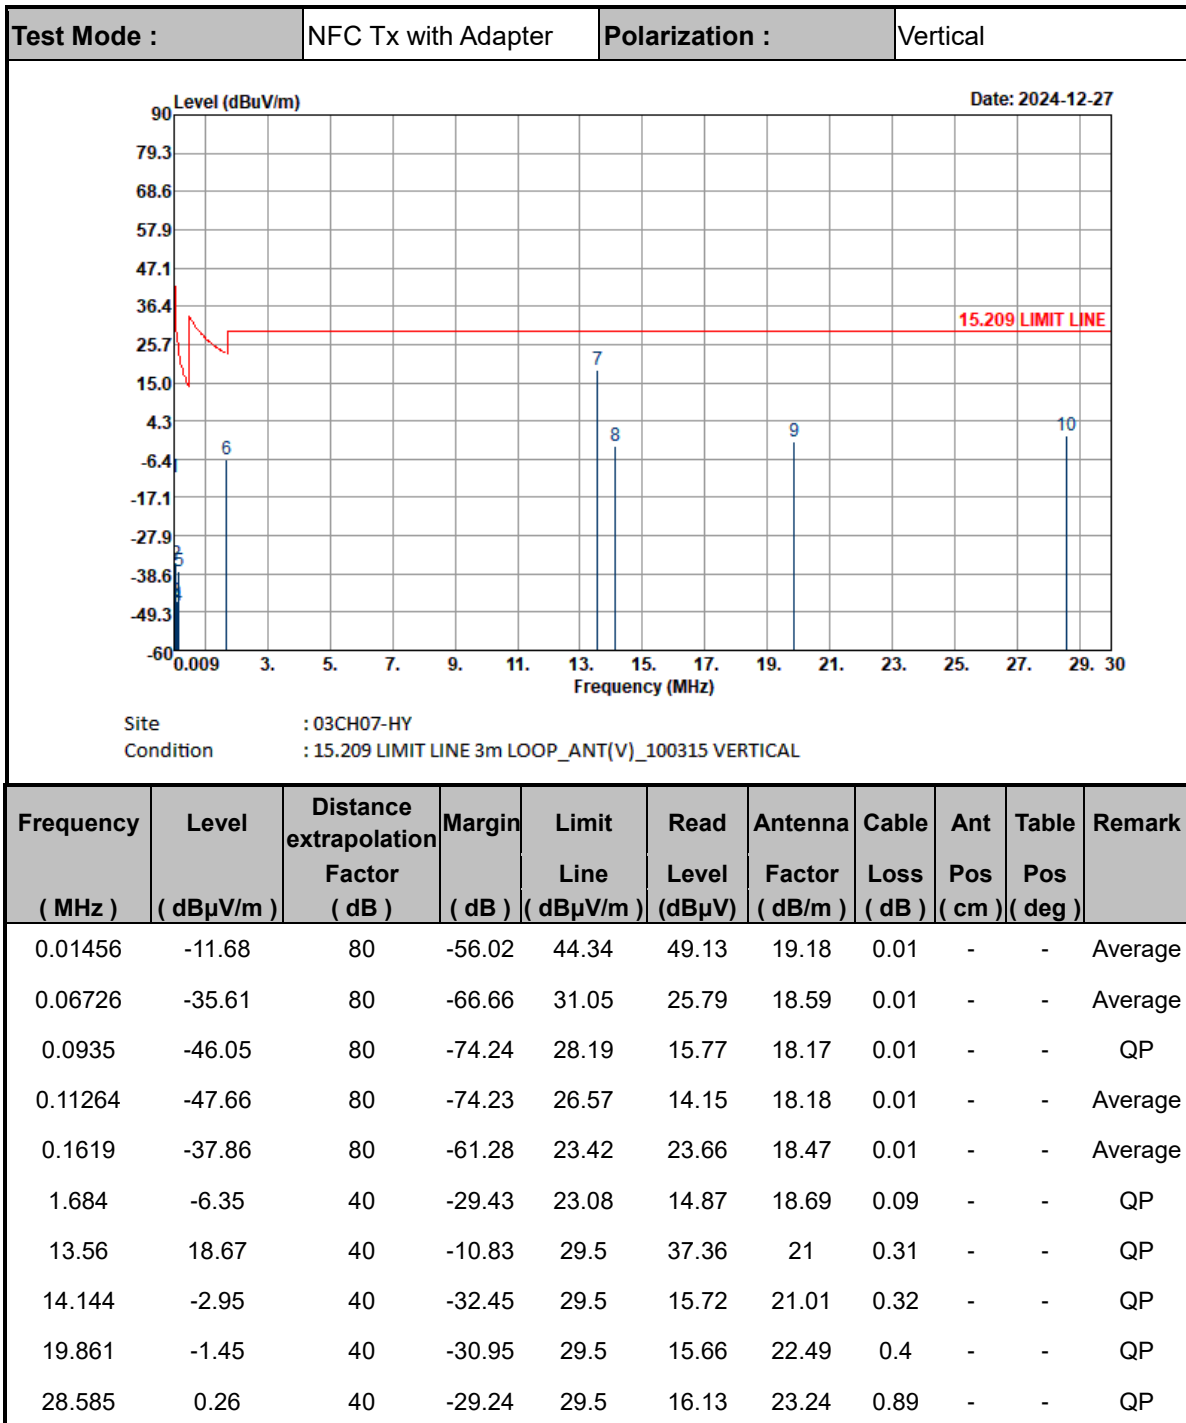 Test Mode : NFC Tx with Adapter Polarization : Vertical
Level (dBuV/m) Date: 2024-12-27
90
79.3
68.6
57.9
47.1
36.4
15.209 LIMIT LINE
25.7
7
15.0
4.3
6 8 9 10
-6.4
-17.1
-27.9
5
-38.6
-49.3
-60
0.009 3. 5. 7. 9. 11. 13. 15. 17. 19. 21. 23. 25. 27. 29. 30
Frequency (MHz)
Site : 03CH07-HY
Condition : 15.209 LIMIT LINE 3m LOOP_ANT(V)_100315 VERTICAL
Frequency Level Distance extrapolation Margin Limit Read Antenna Cable Ant Table Remark
Factor Line Level Factor Loss Pos Pos
( MHz ) ( dBµV/m ) ( dB ) ( dB ) ( dBµV/m ) (dBµV) ( dB/m ) ( dB ) ( cm ) ( deg )
0.01456 -11.68 80 -56.02 44.34 49.13 19.18 0.01 - - Average
0.06726 -35.61 80 -66.66 31.05 25.79 18.59 0.01 - - Average
0.0935 -46.05 80 -74.24 28.19 15.77 18.17 0.01 - - QP
0.11264 -47.66 80 -74.23 26.57 14.15 18.18 0.01 - - Average
0.1619 -37.86 80 -61.28 23.42 23.66 18.47 0.01 - - Average
1.684 -6.35 40 -29.43 23.08 14.87 18.69 0.09 - - QP
13.56 18.67 40 -10.83 29.5 37.36 21 0.31 - - QP
14.144 -2.95 40 -32.45 29.5 15.72 21.01 0.32 - - QP
19.861 -1.45 40 -30.95 29.5 15.66 22.49 0.4 - - QP
28.585 0.26 40 -29.24 29.5 16.13 23.24 0.89 - - QP